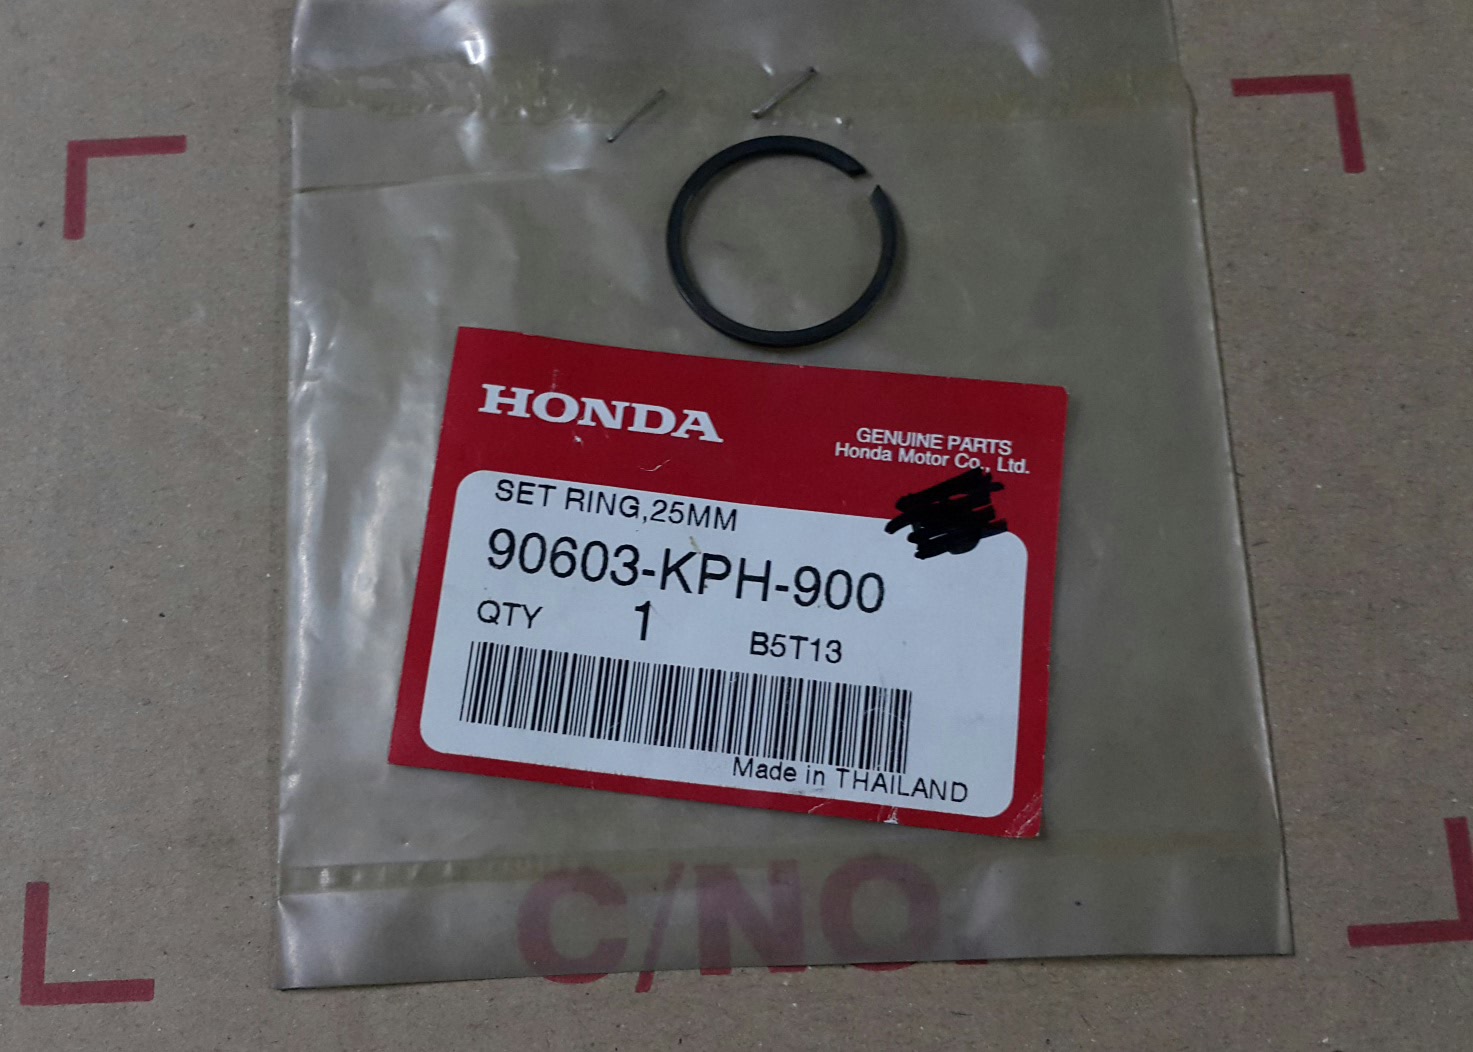 HONDA
GENUINE PARTS
Honda Motor Co., Ltd.
SET RING,25MM
90603-KPH-900
QTY 1 B5T13
Made in THAILAND
C/NO.